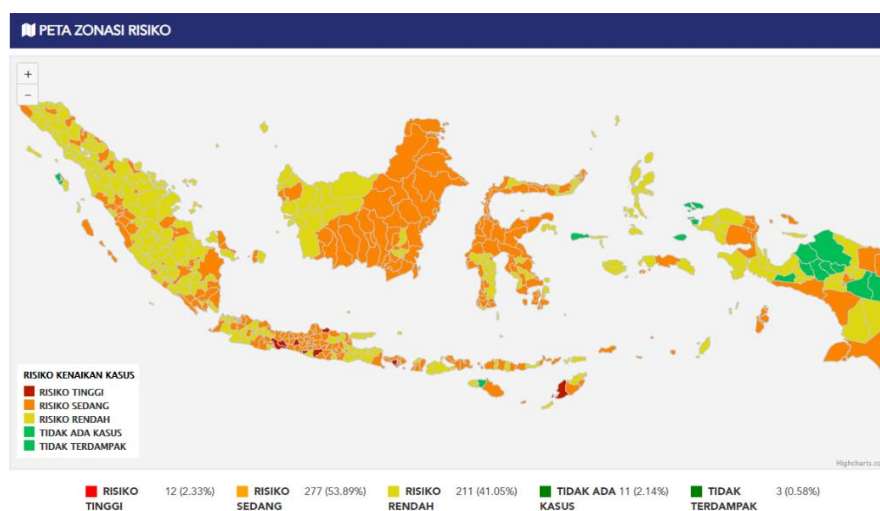 PETA ZONASI RISIKO
+
−
RISIKO KENAIKAN KASUS
RISIKO TINGGI
RISIKO SEDANG
RISIKO RENDAH
TIDAK ADA KASUS
TIDAK TERDAMPAK
Highcharts.co
RISIKO TINGGI 12 (2.33%)
RISIKO SEDANG 277 (53.89%)
RISIKO RENDAH 211 (41.05%)
TIDAK ADA KASUS 11 (2.14%)
TIDAK TERDAMPAK 3 (0.58%)